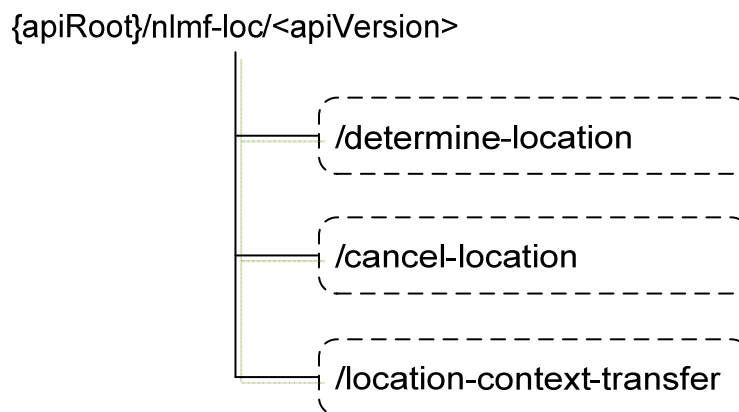 {apiRoot}/nlmf-loc/<apiVersion>
/determine-location
/cancel-location
/location-context-transfer